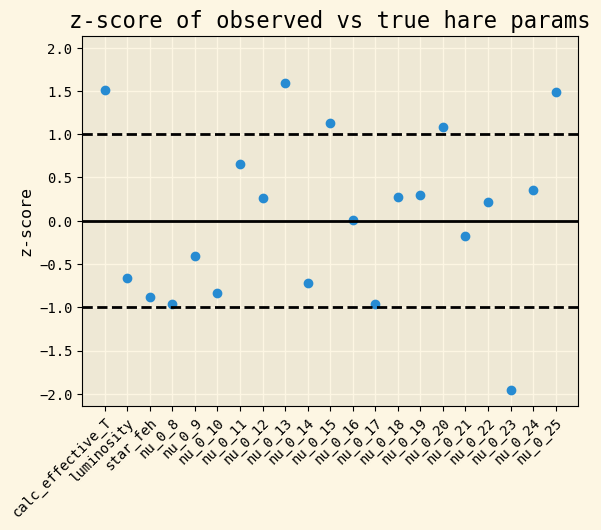 z-score of observed vs true hare params
z-score
2.0
1.5
1.0
0.5
0.0
−0.5
−1.0
−1.5
−2.0
calc_effective_T
luminosity
star_feh
nu_0_8
nu_0_9
nu_0_10
nu_0_11
nu_0_12
nu_0_13
nu_0_14
nu_0_15
nu_0_16
nu_0_17
nu_0_18
nu_0_19
nu_0_20
nu_0_21
nu_0_22
nu_0_23
nu_0_24
nu_0_25